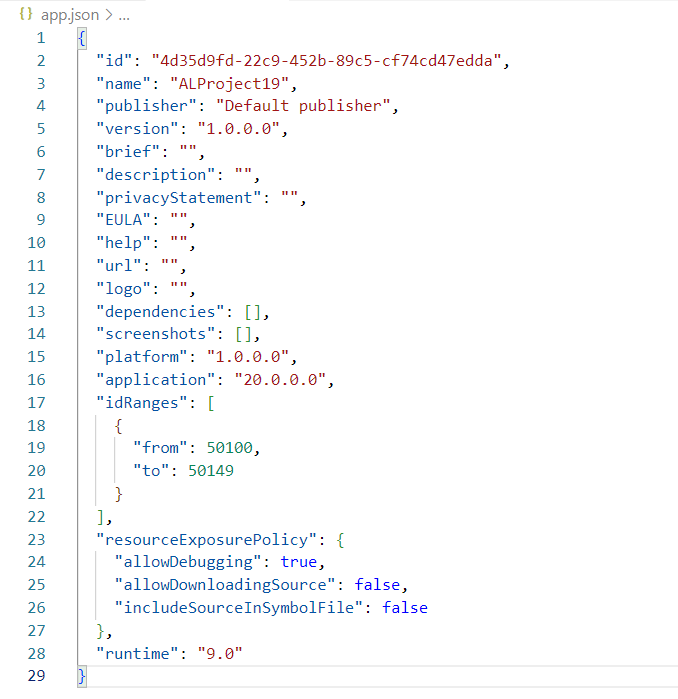 {} app.json > ...
1 {
2 "id": "4d35d9fd-22c9-452b-89c5-cf74cd47edda",
3 "name": "ALProject19",
4 "publisher": "Default publisher",
5 "version": "1.0.0.0",
6 "brief": "",
7 "description": "",
8 "privacyStatement": "",
9 "EULA": "",
10 "help": "",
11 "url": "",
12 "logo": "",
13 "dependencies": [],
14 "screenshots": [],
15 "platform": "1.0.0.0",
16 "application": "20.0.0.0",
17 "idRanges": [
18 {
19 "from": 50100,
20 "to": 50149
21 }
22 ],
23 "resourceExposurePolicy": {
24 "allowDebugging": true,
25 "allowDownloadingSource": false,
26 "includeSourceInSymbolFile": false
27 },
28 "runtime": "9.0"
29 }